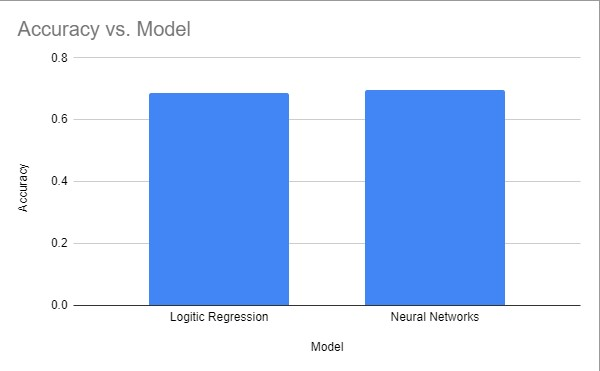 Accuracy vs. Model
0.8
0.6
0.4
0.2
0.0
Accuracy
Logitic Regression
Neural Networks
Model